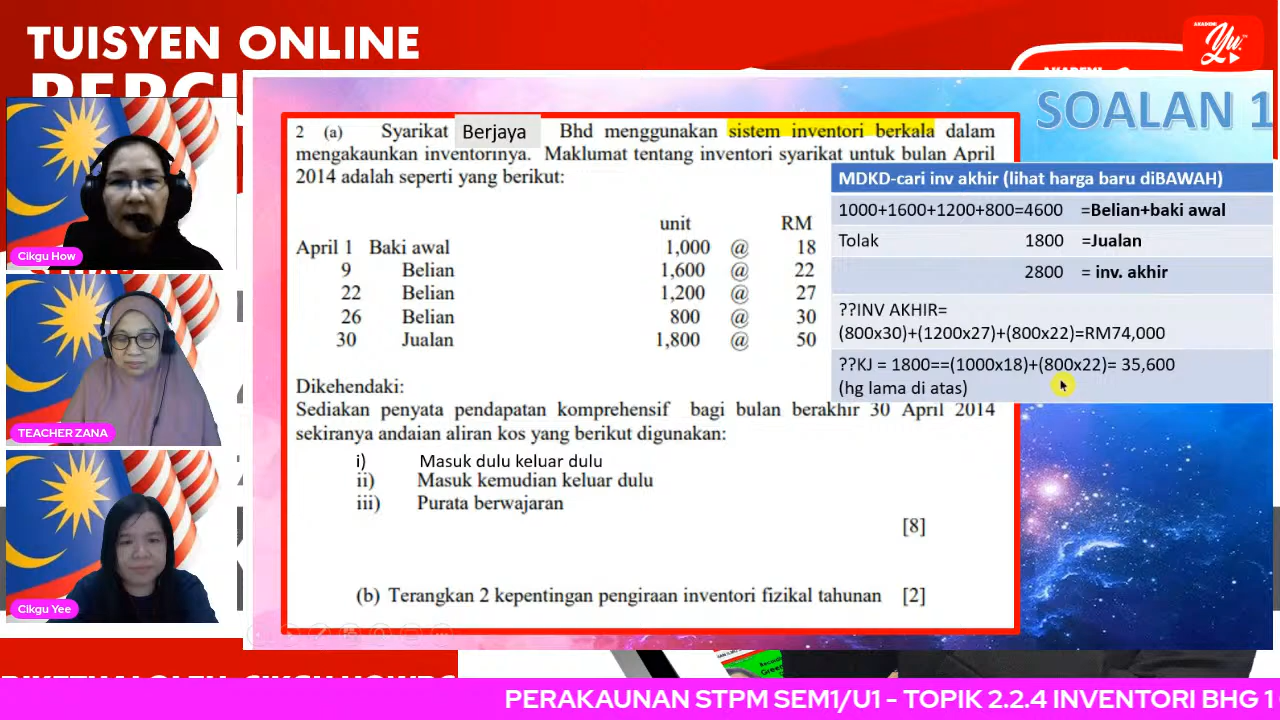 TUISYEN ONLINE
AKADEMI
Yu
SOALAN 1
2 (a) Syarikat Berjaya Bhd menggunakan sistem inventori berkala dalam
mengakaunkan inventorinya. Maklumat tentang inventori syarikat untuk bulan April
2014 adalah seperti yang berikut:
unit RM
April 1 Baki awal 1,000 @ 18
9 Belian 1,600 @ 22
22 Belian 1,200 @ 27
26 Belian 800 @ 30
30 Jualan 1,800 @ 50
Dikehendaki:
Sediakan penyata pendapatan komprehensif bagi bulan berakhir 30 April 2014
sekiranya andaian aliran kos yang berikut digunakan:
i) Masuk dulu keluar dulu
ii) Masuk kemudian keluar dulu
iii) Purata berwajaran
[8]
(b) Terangkan 2 kepentingan pengiraan inventori fizikal tahunan [2]
MDKD-cari inv akhir (lihat harga baru diBAWAH)
1000+1600+1200+800=4600 =Belian+baki awal
Tolak 1800 =Jualan
2800 = inv. akhir
??INV AKHIR=
(800x30)+(1200x27)+(800x22)=RM74,000
??KJ = 1800==(1000x18)+(800x22)= 35,600
(hg lama di atas)
Cikgu How
TEACHER ZANA
Cikgu Yee
PERAKAUNAN STPM SEM1/U1 - TOPIK 2.2.4 INVENTORI BHG 1